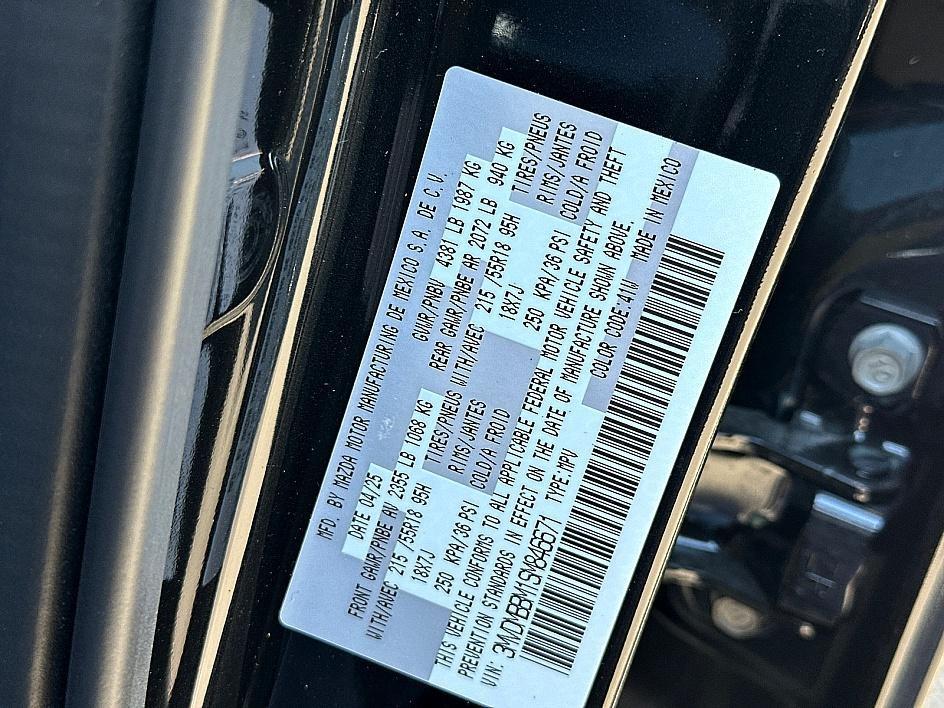 MFD. BY MAZDA MOTOR MANUFACTURING DE MEXICO S.A. DE C.V.
DATE 04/25 GVWR/PNBV 4381 LB 1987 KG
FRONT GAWR/PNBE AV 2355 LB 1068 KG REAR GAWR/PNBE AR 2072 LB 940 KG
WITH/AVEC 215 /55R18 95H TIRES/PNEUS WITH/AVEC 215 /55R18 95H TIRES/PNEUS
18X7J RIMS/JANTES 18X7J RIMS/JANTES
250 KPA/36 PSI COLD/A FROID 250 KPA/36 PSI COLD/A FROID
THIS VEHICLE CONFORMS TO ALL APPLICABLE FEDERAL MOTOR VEHICLE SAFETY AND THEFT
PREVENTION STANDARDS IN EFFECT ON THE DATE OF MANUFACTURE SHOWN ABOVE.
VIN: 3MVDMBBM1SM846671 TYPE:MPV COLOR CODE:41W MADE IN MEXICO